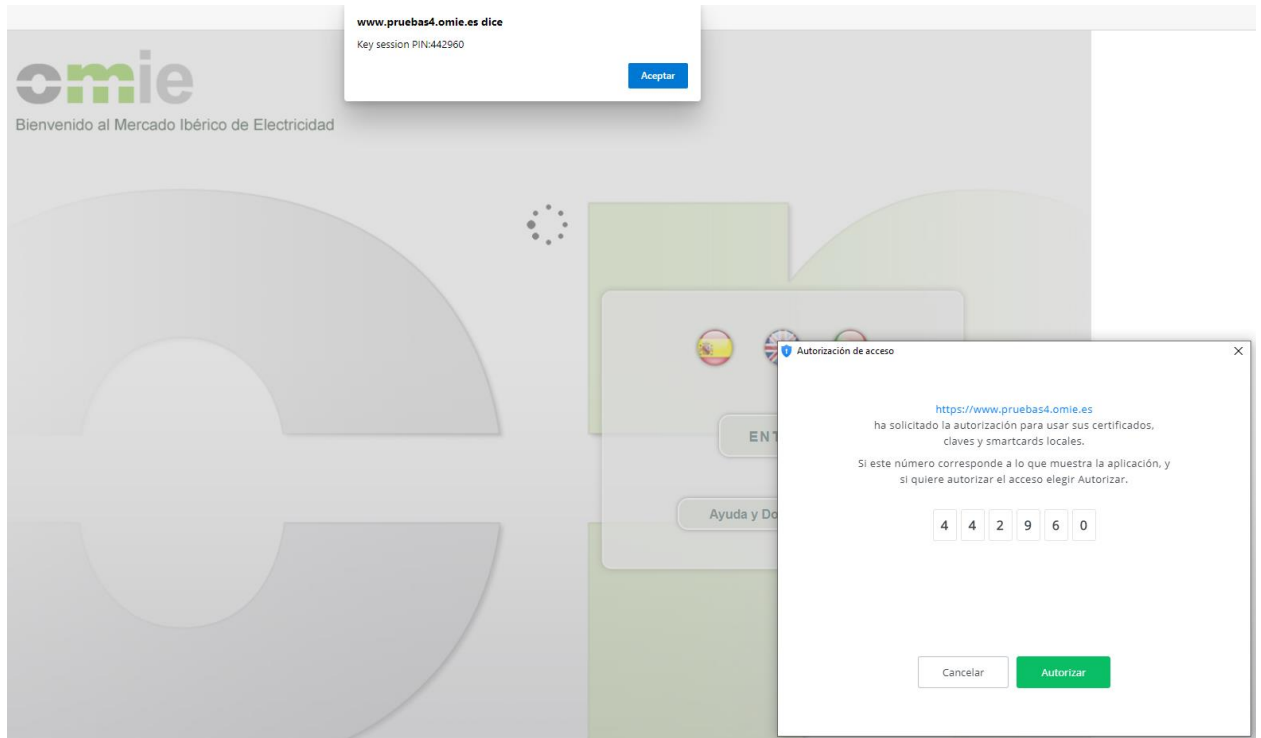 www.pruebas4.omie.es dice
Key session PIN:442960
Aceptar
omie
Bienvenido al Mercado Ibérico de Electricidad
Autorización de acceso
https://www.pruebas4.omie.es
ha solicitado la autorización para usar sus certificados,
claves y smartcards locales.
Si este número corresponde a lo que muestra la aplicación, y
si quiere autorizar el acceso elegir Autorizar.
4 4 2 9 6 0
Cancelar
Autorizar
ENT
Ayuda y Do